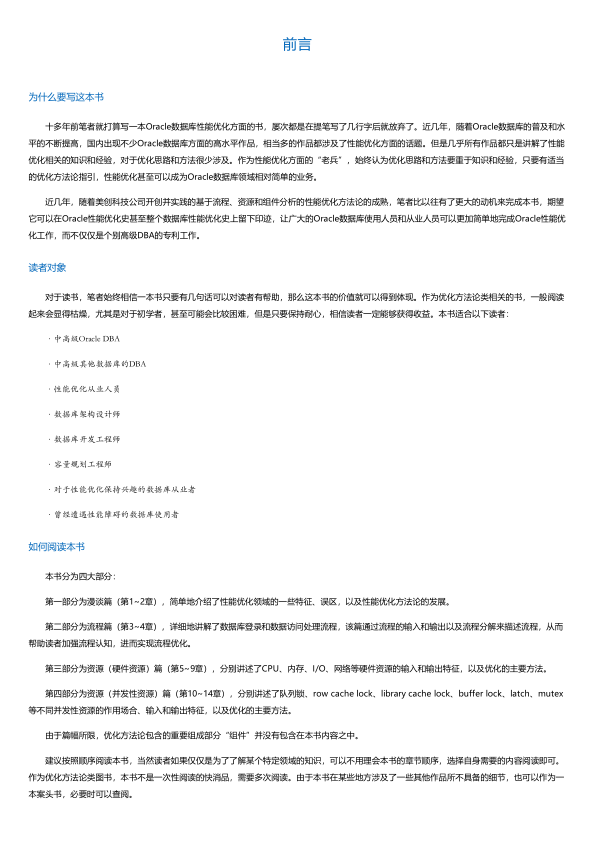 前言
为什么要写这本书
十多年前笔者就打算写一本Oracle数据库性能优化方面的书，屡次都是在提笔写了几行字后就放弃了。近几年，随着Oracle数据库的普及和水
平的不断提高，国内出现不少Oracle数据库方面的高水平作品，相当多的作品都涉及了性能优化方面的话题。但是几乎所有作品都只是讲解了性能
优化相关的知识和经验，对于优化思路和方法很少涉及。作为性能优化方面的“老兵”，始终认为优化思路和方法要重于知识和经验，只要有适当
的优化方法论指引，性能优化甚至可以成为Oracle数据库领域相对简单的业务。
近几年，随着美创科技公司开创并实践的基于流程、资源和组件分析的性能优化方法论的成熟，笔者比以往有了更大的动机来完成本书，期望
它可以在Oracle性能优化史甚至整个数据库性能优化史上留下印迹，让广大的Oracle数据库使用人员和从业人员可以更加简单地完成Oracle性能优
化工作，而不仅仅是个别高级DBA的专利工作。
读者对象
对于读书，笔者始终相信一本书只要有几句话可以对读者有帮助，那么这本书的价值就可以得到体现。作为优化方法论类相关的书，一般阅读
起来会显得枯燥，尤其是对于初学者，甚至可能会比较困难，但是只要保持耐心，相信读者一定能够获得收益。本书适合以下读者：
· 中高级Oracle DBA
· 中高级其他数据库的DBA
· 性能优化从业人员
· 数据库架构设计师
· 数据库开发工程师
· 容量规划工程师
· 对于性能优化保持兴趣的数据库从业者
· 曾经遭遇性能障碍的数据库使用者
如何阅读本书
本书分为四大部分：
第一部分为漫谈篇（第1~2章），简单地介绍了性能优化领域的一些特征、误区，以及性能优化方法论的发展。
第二部分为流程篇（第3~4章），详细地讲解了数据库登录和数据访问处理流程，该篇通过流程的输入和输出以及流程分解来描述流程，从而
帮助读者加强流程认知，进而实现流程优化。
第三部分为资源（硬件资源）篇（第5~9章），分别讲述了CPU、内存、I/O、网络等硬件资源的输入和输出特征，以及优化的主要方法。
第四部分为资源（并发性资源）篇（第10~14章），分别讲述了队列锁、row cache lock、library cache lock、buffer lock、latch、mutex
等不同并发性资源的作用场合、输入和输出特征，以及优化的主要方法。
由于篇幅所限，优化方法论包含的重要组成部分“组件”并没有包含在本书内容之中。
建议按照顺序阅读本书，当然读者如果仅仅是为了了解某个特定领域的知识，可以不用理会本书的章节顺序，选择自身需要的内容阅读即可。
作为优化方法论类图书，本书不是一次性阅读的快消品，需要多次阅读。由于本书在某些地方涉及了一些其他作品所不具备的细节，也可以作为一
本案头书，必要时可以查阅。